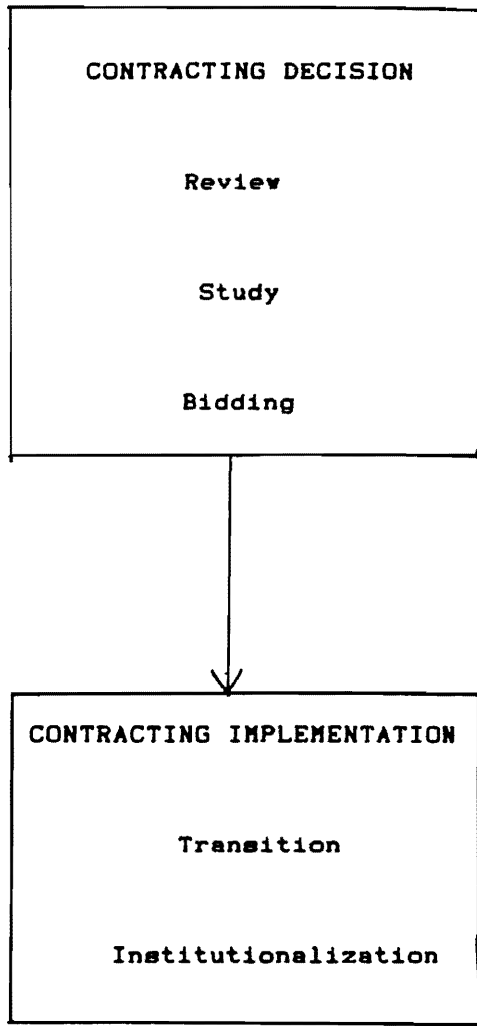 CONTRACTING DECISION
Review
Study
Bidding
CONTRACTING IMPLEMENTATION
Transition
Institutionalization